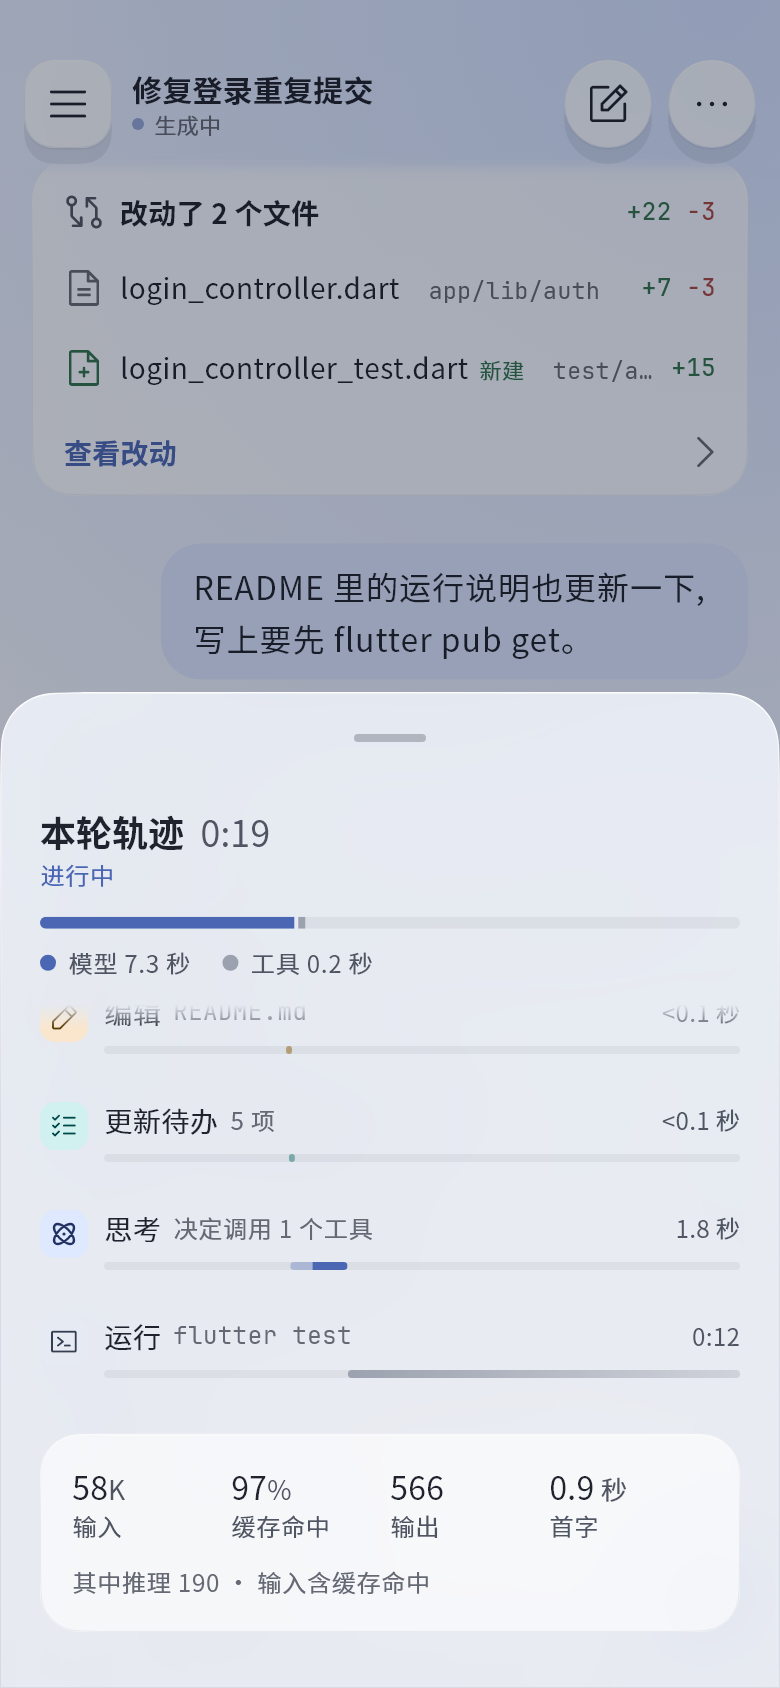 修复登录重复提交
生成中
改动了 2 个文件 +22 -3
login_controller.dart app/lib/auth +7 -3
login_controller_test.dart 新建 test/a… +15
查看改动
README 里的运行说明也更新一下,
写上要先 flutter pub get。
本轮轨迹 0:19
进行中
模型 7.3 秒 工具 0.2 秒
编辑 README.md <0.1 秒
更新待办 5 项 <0.1 秒
思考 决定调用 1 个工具 1.8 秒
运行 flutter test 0:12
58K 97% 566 0.9 秒
输入 缓存命中 输出 首字
其中推理 190 · 输入含缓存命中